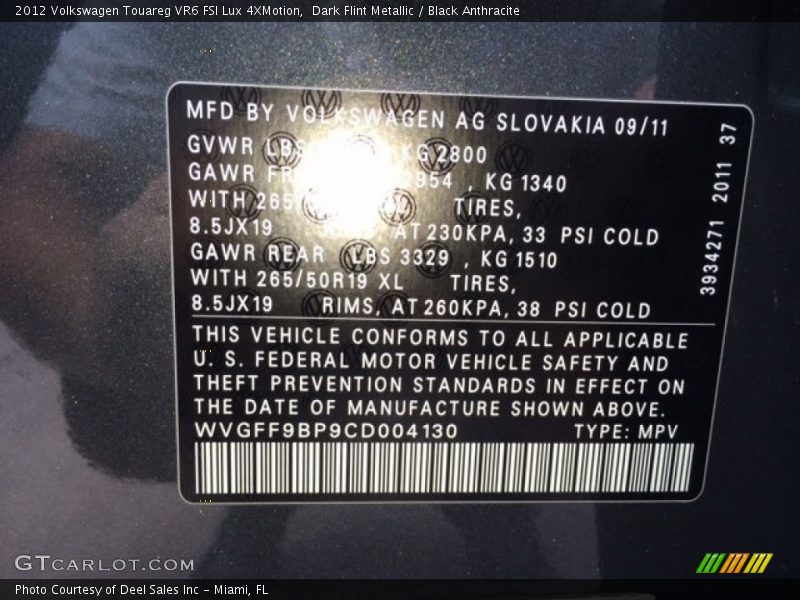 2012 Volkswagen Touareg VR6 FSI Lux 4XMotion,  Dark Flint Metallic / Black Anthracite
MFD BY VOLKSWAGEN AG SLOVAKIA 09/11
GVWR LBS KG 2800
GAWR FR 2954 , KG 1340
WITH 265 TIRES,
8.5JX19 AT 230KPA, 33 PSI COLD
GAWR REAR LBS 3329 , KG 1510
WITH 265/50R19 XL TIRES,
8.5JX19 RIMS, AT 260KPA, 38 PSI COLD
3934271 2011 37
THIS VEHICLE CONFORMS TO ALL APPLICABLE
U. S. FEDERAL MOTOR VEHICLE SAFETY AND
THEFT PREVENTION STANDARDS IN EFFECT ON
THE DATE OF MANUFACTURE SHOWN ABOVE.
WVGFF9BP9CD004130 TYPE: MPV
GTCARLOT.COM
Photo Courtesy of Deel Sales Inc - Miami, FL